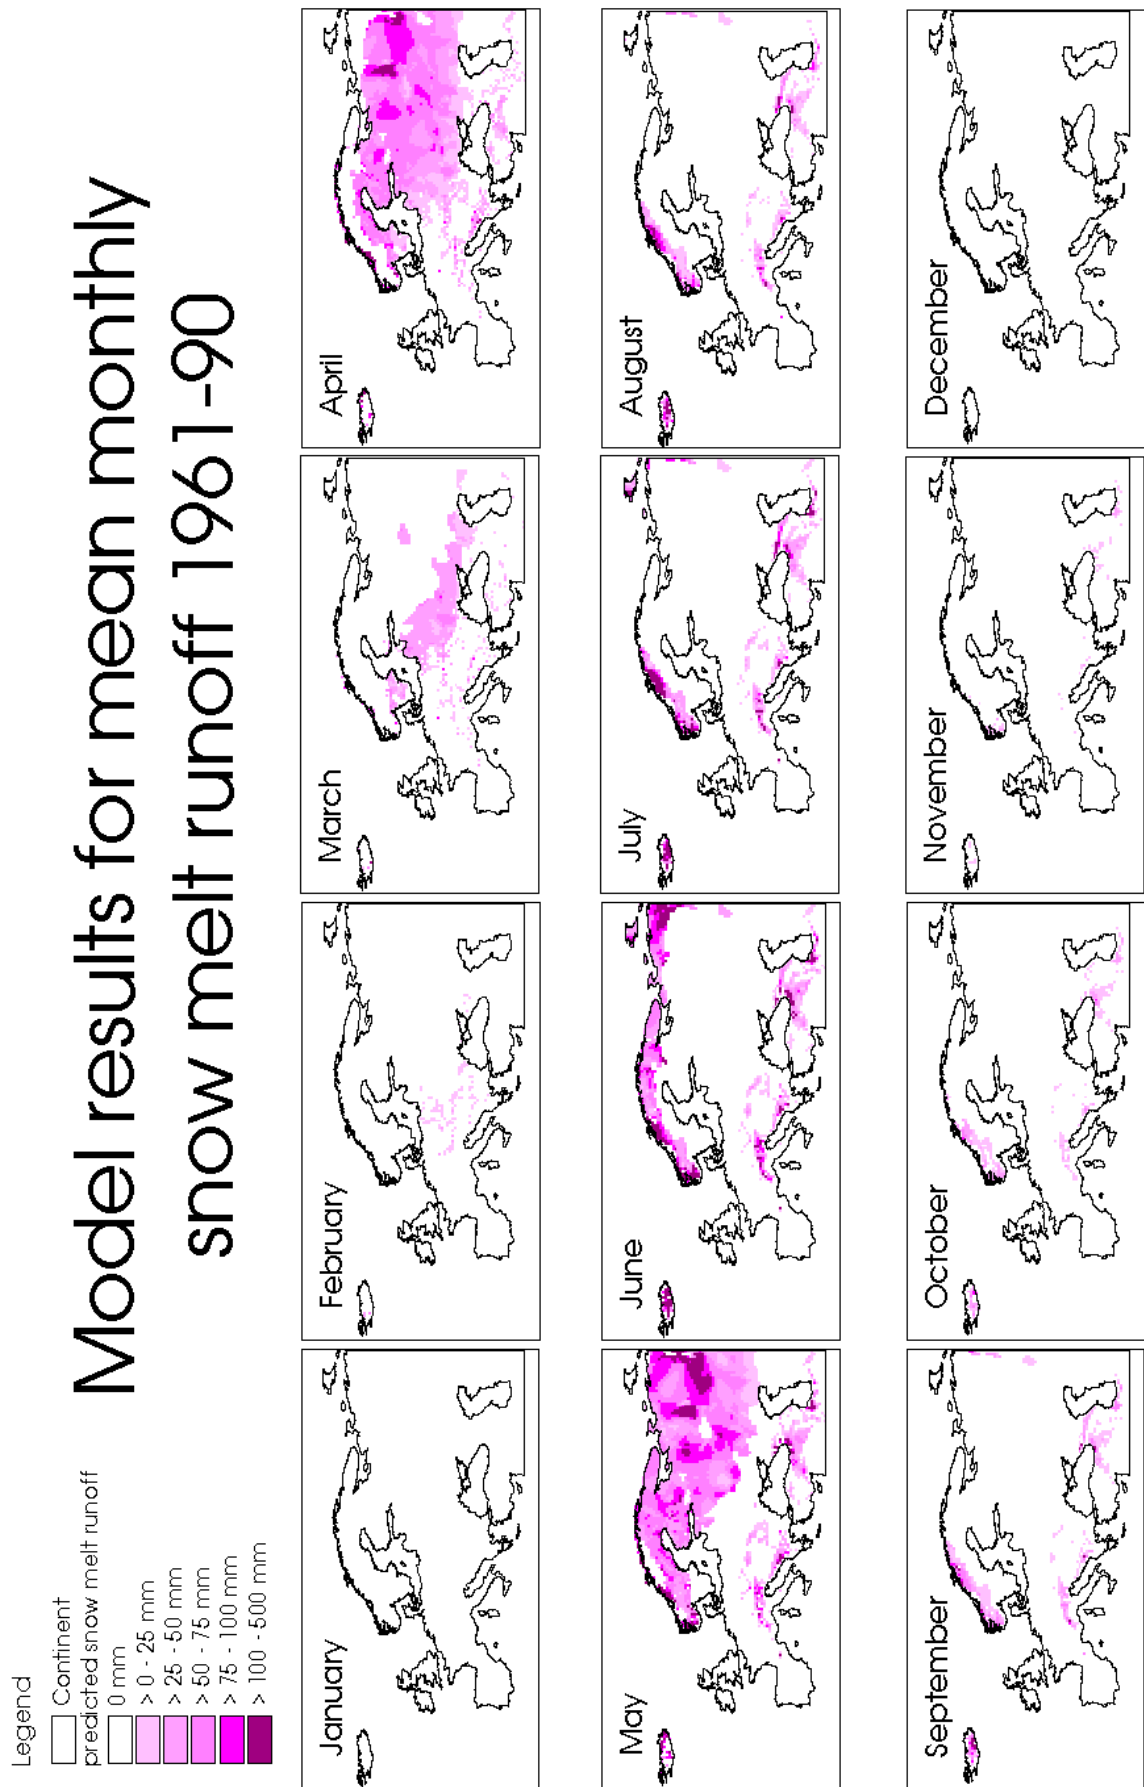 Model results for mean monthly
snow melt runoff 1961-90
Legend
Continent
predicted snow melt runoff
0 mm
> 0 - 25 mm
> 25 - 50 mm
> 50 - 75 mm
> 75 - 100 mm
> 100 - 500 mm
January
February
March
April
May
June
July
August
September
October
November
December